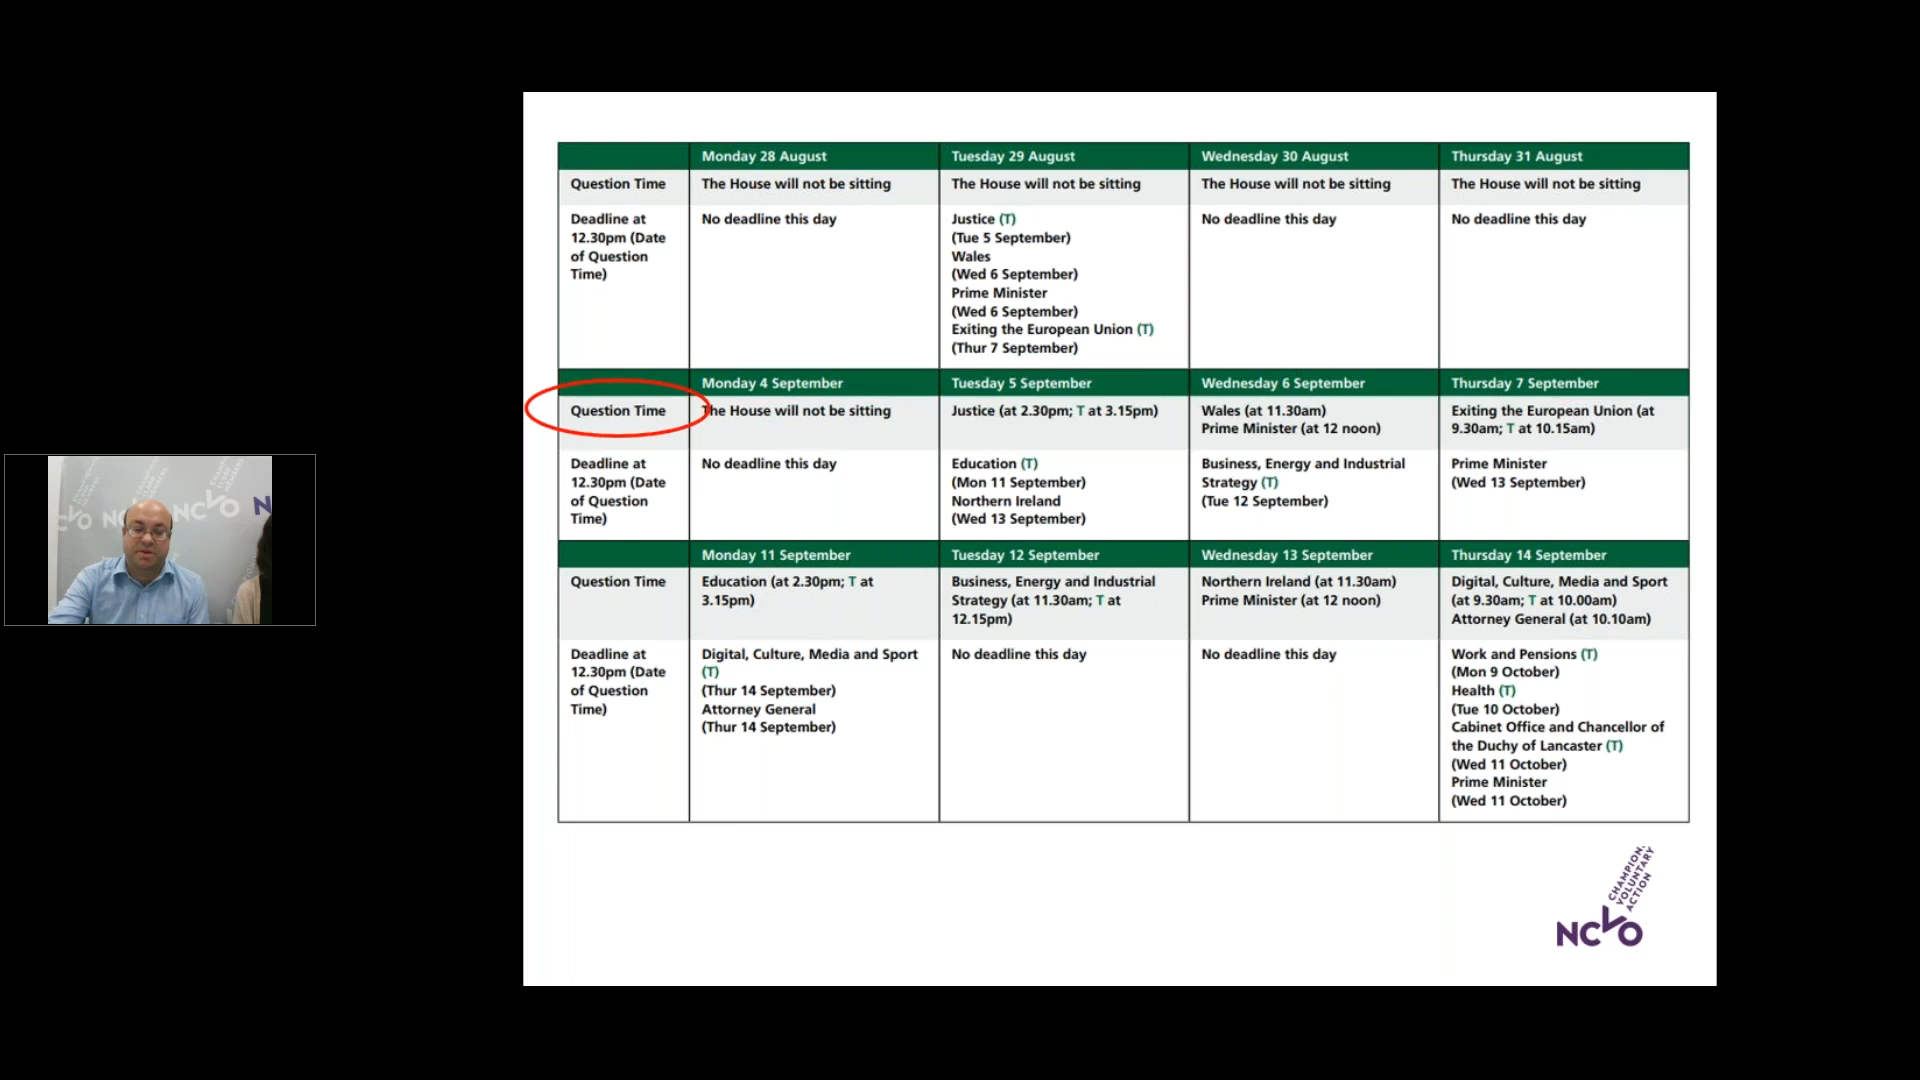 Monday 28 August
Tuesday 29 August
Wednesday 30 August
Thursday 31 August
Question Time
The House will not be sitting
The House will not be sitting
The House will not be sitting
The House will not be sitting
Deadline at
12.30pm (Date
of Question
Time)
No deadline this day
Justice (T)
(Tue 5 September)
Wales
(Wed 6 September)
Prime Minister
(Wed 6 September)
Exiting the European Union (T)
(Thur 7 September)
No deadline this day
No deadline this day
Monday 4 September
Tuesday 5 September
Wednesday 6 September
Thursday 7 September
Question Time
The House will not be sitting
Justice (at 2.30pm; T at 3.15pm)
Wales (at 11.30am)
Prime Minister (at 12 noon)
Exiting the European Union (at
9.30am; T at 10.15am)
Deadline at
12.30pm (Date
of Question
Time)
No deadline this day
Education (T)
(Mon 11 September)
Northern Ireland
(Wed 13 September)
Business, Energy and Industrial
Strategy (T)
(Tue 12 September)
Prime Minister
(Wed 13 September)
Monday 11 September
Tuesday 12 September
Wednesday 13 September
Thursday 14 September
Question Time
Education (at 2.30pm; T at
3.15pm)
Business, Energy and Industrial
Strategy (at 11.30am; T at
12.15pm)
Northern Ireland (at 11.30am)
Prime Minister (at 12 noon)
Digital, Culture, Media and Sport
(at 9.30am; T at 10.00am)
Attorney General (at 10.10am)
Deadline at
12.30pm (Date
of Question
Time)
Digital, Culture, Media and Sport
(T)
(Thur 14 September)
Attorney General
(Thur 14 September)
No deadline this day
No deadline this day
Work and Pensions (T)
(Mon 9 October)
Health (T)
(Tue 10 October)
Cabinet Office and Chancellor of
the Duchy of Lancaster (T)
(Wed 11 October)
Prime Minister
(Wed 11 October)
CHAMPIONING
VOLUNTARY
ACTION
NCVO
NCVO